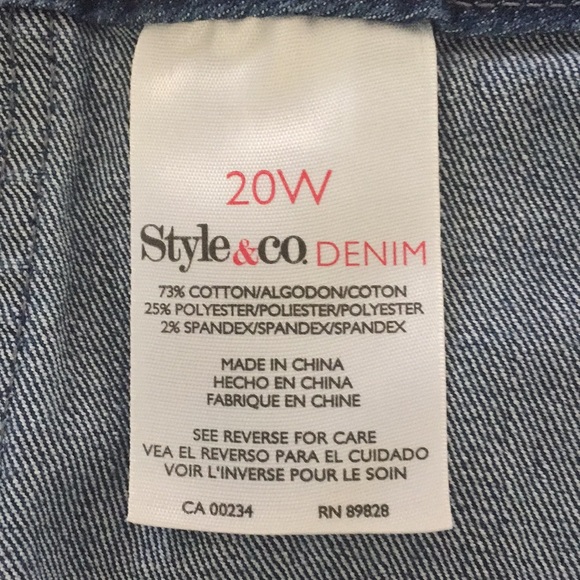 20W
Style&co. DENIM
73% COTTON/ALGODON/COTON
25% POLYESTER/POLIESTER/POLYESTER
2% SPANDEX/SPANDEX/SPANDEX
MADE IN CHINA
HECHO EN CHINA
FABRIQUE EN CHINE
SEE REVERSE FOR CARE
VEA EL REVERSO PARA EL CUIDADO
VOIR L'INVERSE POUR LE SOIN
CA 00234 RN 89828